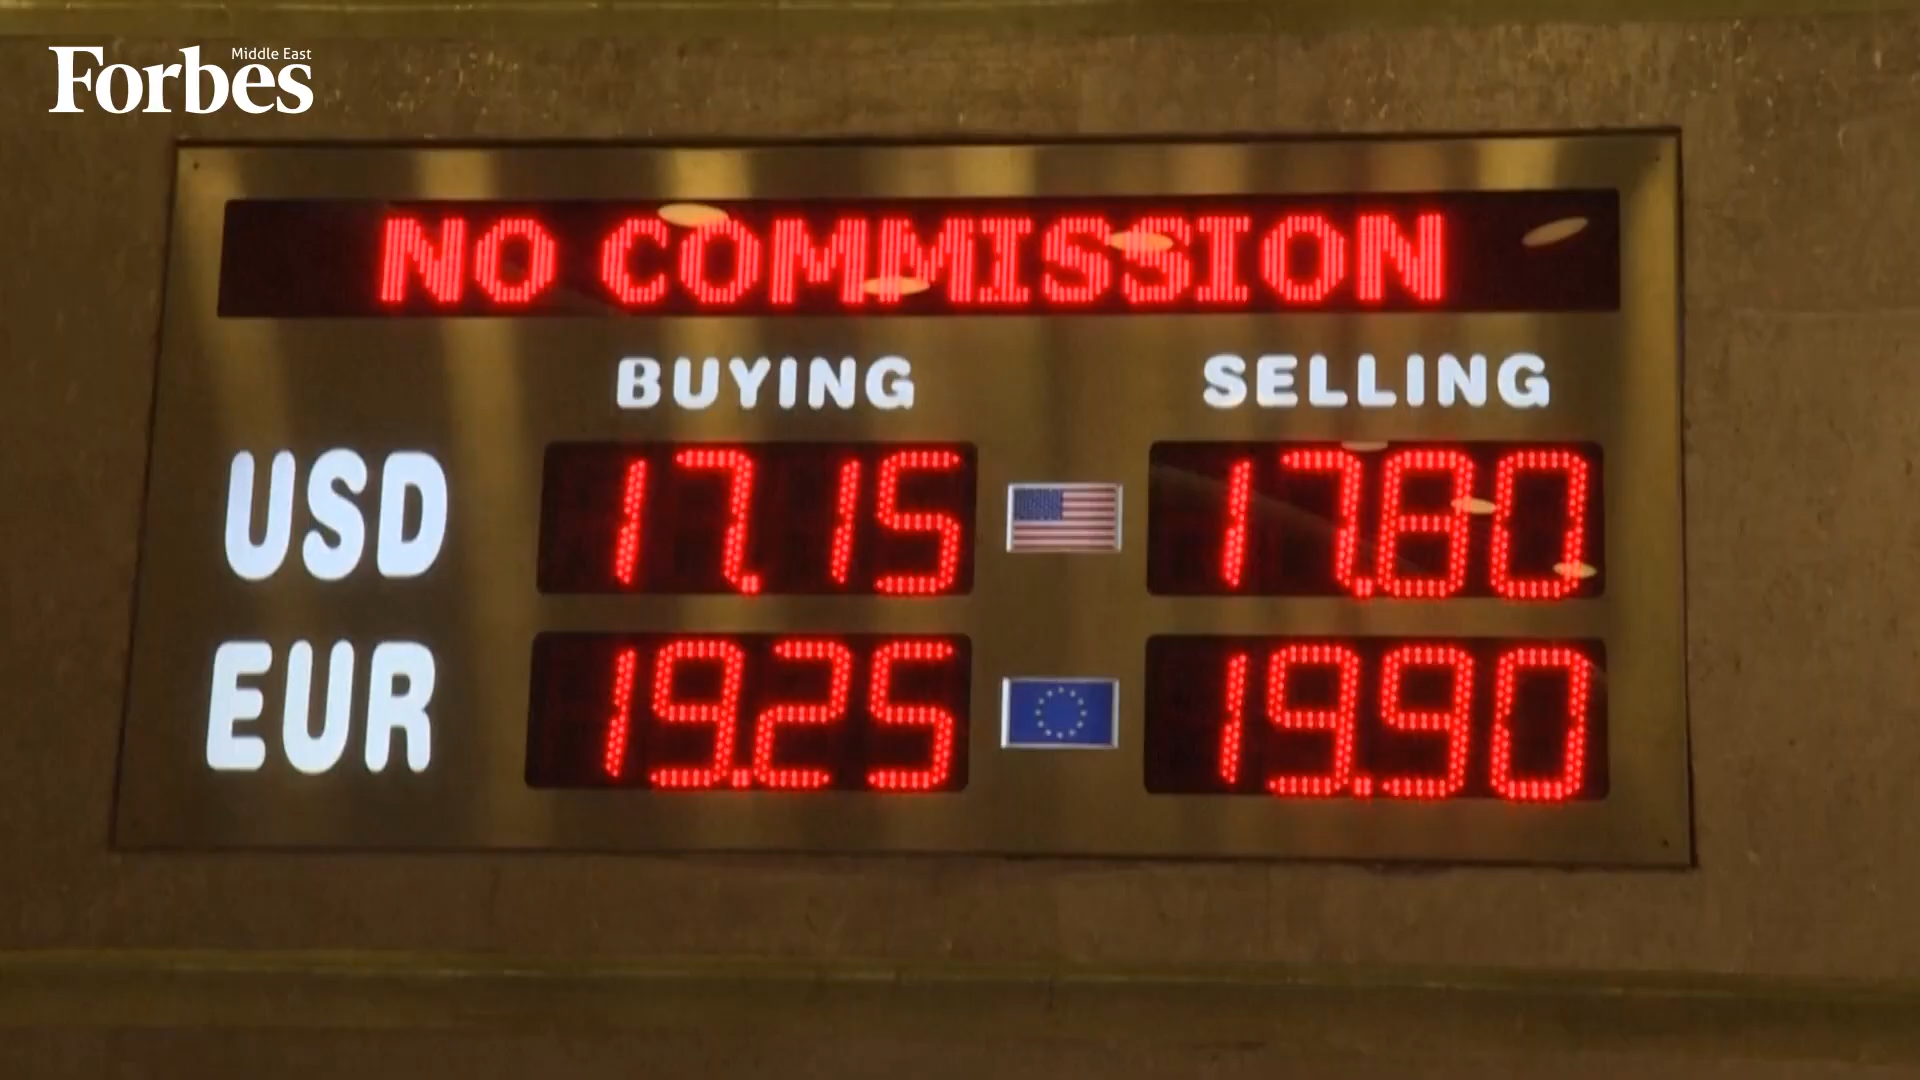 Forbes Middle East
NO COMMISSION
BUYING SELLING
USD 17.15 17.80
EUR 19.25 19.90